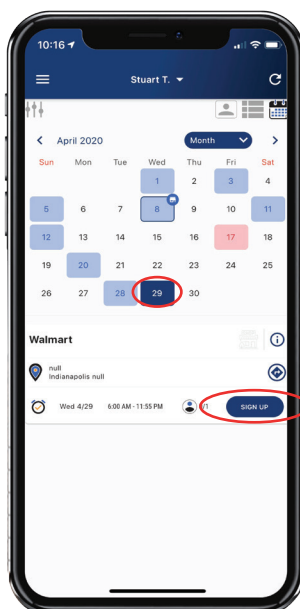 10:16
Stuart T.
April 2020 Month
Sun Mon Tue Wed Thu Fri Sat
1 2 3 4
5 6 7 8 9 10 11
12 13 14 15 16 17 18
19 20 21 22 23 24 25
26 27 28 29 30
Walmart
null
Indianapolis null
Wed 4/29 6:00 AM - 11:55 PM /1 SIGN UP